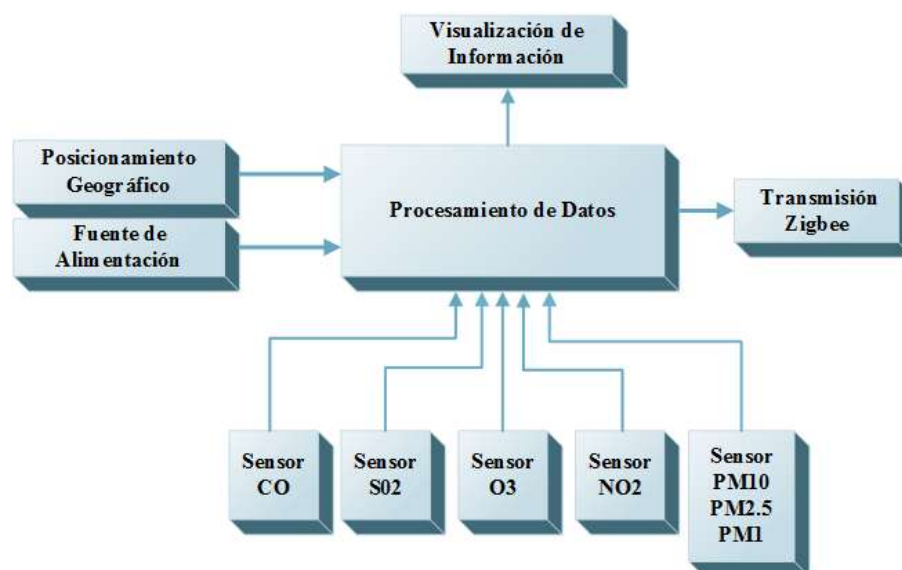 Visualización de
Información
Posicionamiento
Geográfico
Procesamiento de Datos
Transmisión
Zigbee
Fuente de
Alimentación
Sensor
CO
Sensor
S02
Sensor
O3
Sensor
NO2
Sensor
PM10
PM2.5
PM1